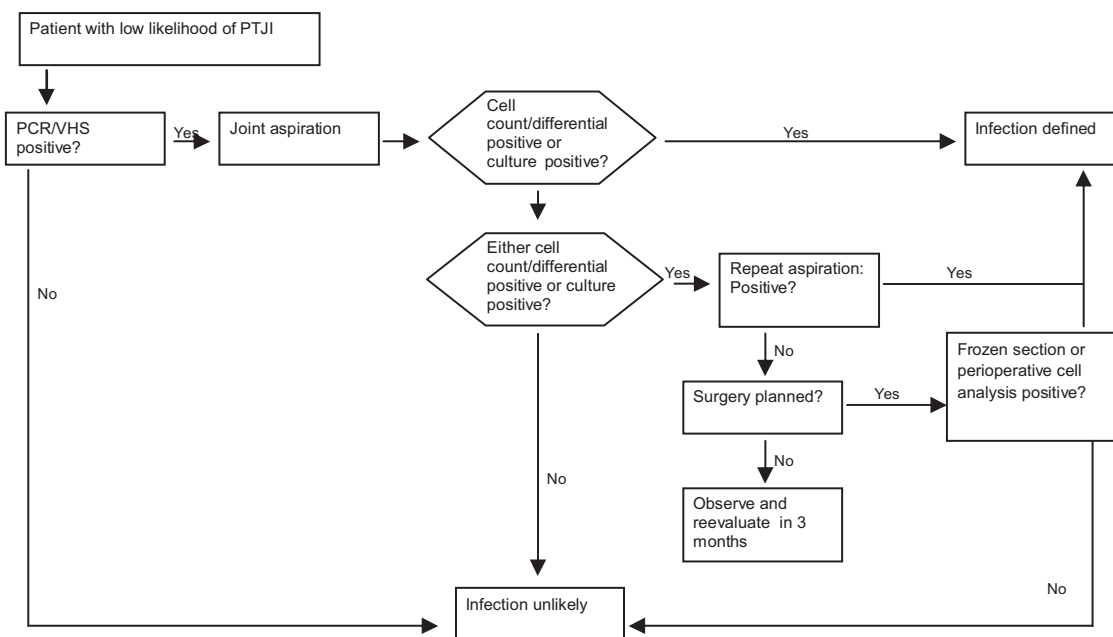 Patient with low likelihood of PTJI
PCR/VHS
positive?
Yes
Joint aspiration
Cell
count/differential
positive or
culture positive?
Yes
Infection defined
Either cell
count/differential
positive or culture
positive?
Yes
Repeat aspiration:
Positive?
Yes
No
No
Frozen section or
perioperative cell
analysis positive?
Surgery planned?
Yes
No
No
Observe and
reevaluate in 3
months
No
Infection unlikely